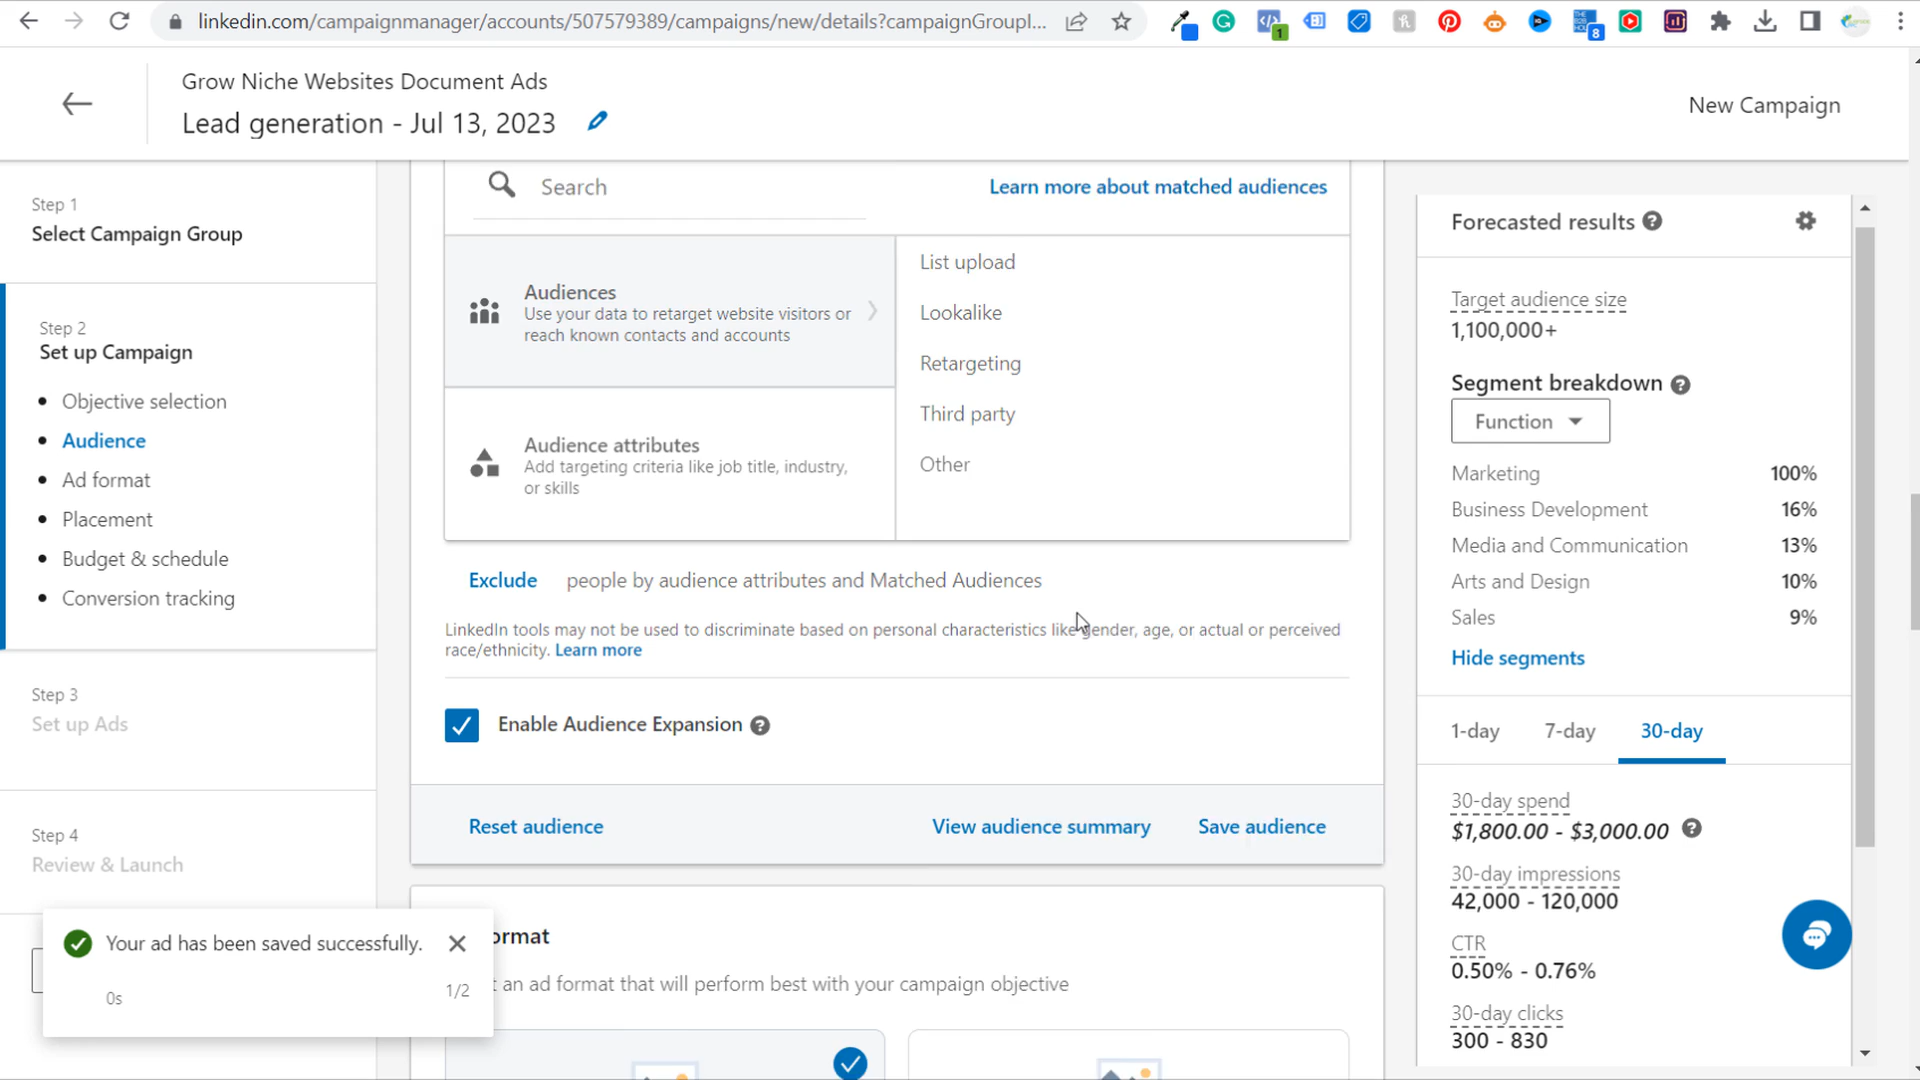 linkedin.com/campaignmanager/accounts/507579389/campaigns/new/details?campaignGroupI...
1
8
Grow Niche Websites Document Ads
Lead generation - Jul 13, 2023
New Campaign
Step 1
Select Campaign Group
Step 2
Set up Campaign
Objective selection
Audience
Ad format
Placement
Budget & schedule
Conversion tracking
Step 3
Set up Ads
Step 4
Review & Launch
Your ad has been saved successfully.
0s
1/2
Search
Learn more about matched audiences
Audiences
Use your data to retarget website visitors or
reach known contacts and accounts
Audience attributes
Add targeting criteria like job title, industry,
or skills
List upload
Lookalike
Retargeting
Third party
Other
Exclude people by audience attributes and Matched Audiences
LinkedIn tools may not be used to discriminate based on personal characteristics like gender, age, or actual or perceived
race/ethnicity. Learn more
Enable Audience Expansion
Reset audience
View audience summary
Save audience
ormat
t an ad format that will perform best with your campaign objective
Forecasted results
Target audience size
1,100,000+
Segment breakdown
Function
Marketing 100%
Business Development 16%
Media and Communication 13%
Arts and Design 10%
Sales 9%
Hide segments
1-day 7-day 30-day
30-day spend
$1,800.00 - $3,000.00
30-day impressions
42,000 - 120,000
CTR
0.50% - 0.76%
30-day clicks
300 - 830